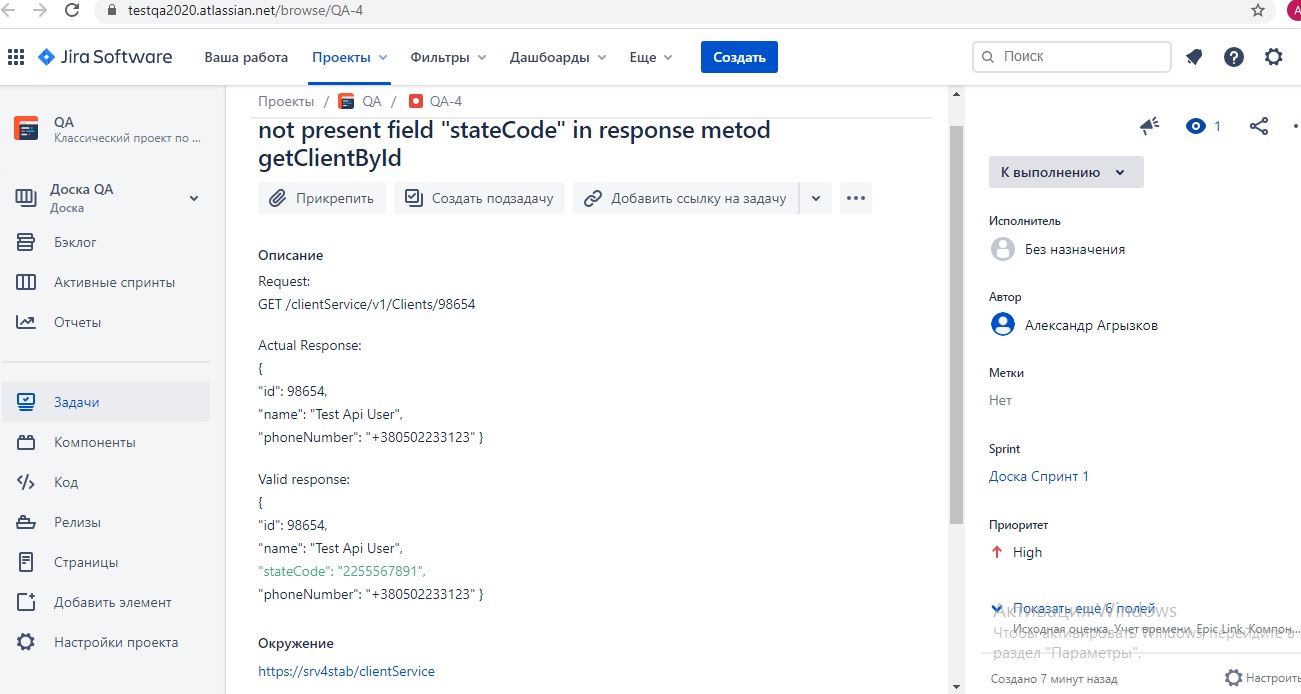 testqa2020.atlassian.net/browse/QA-4
A
Jira Software
Ваша работа
Проекты
Фильтры
Дашбоарды
Еще
Создать
Поиск
QA
Классический проект по ...
Доска QA
Доска
Бэклог
Активные спринты
Отчеты
Задачи
Компоненты
Код
Релизы
Страницы
Добавить элемент
Настройки проекта
Проекты / QA / QA-4
not present field "stateCode" in response metod
getClientById
Прикрепить
Создать подзадачу
Добавить ссылку на задачу
Описание
Request:
GET /clientService/v1/Clients/98654
Actual Response:
{
"id": 98654,
"name": "Test Api User",
"phoneNumber": "+380502233123" }
Valid response:
{
"id": 98654,
"name": "Test Api User",
"stateCode": "2255567891",
"phoneNumber": "+380502233123" }
Окружение
https://srv4stab/clientService
1
К выполнению
Исполнитель
Без назначения
Автор
Александр Агрызков
Метки
Нет
Sprint
Доска Спринт 1
Приоритет
High
Показать еще 6 полей
Исходная оценка, Учет времени, Epic Link, Компон...
Активация Windows
Чтобы активировать Windows, перейдите в
раздел "Параметры".
Создано 7 минут назад
Настроить